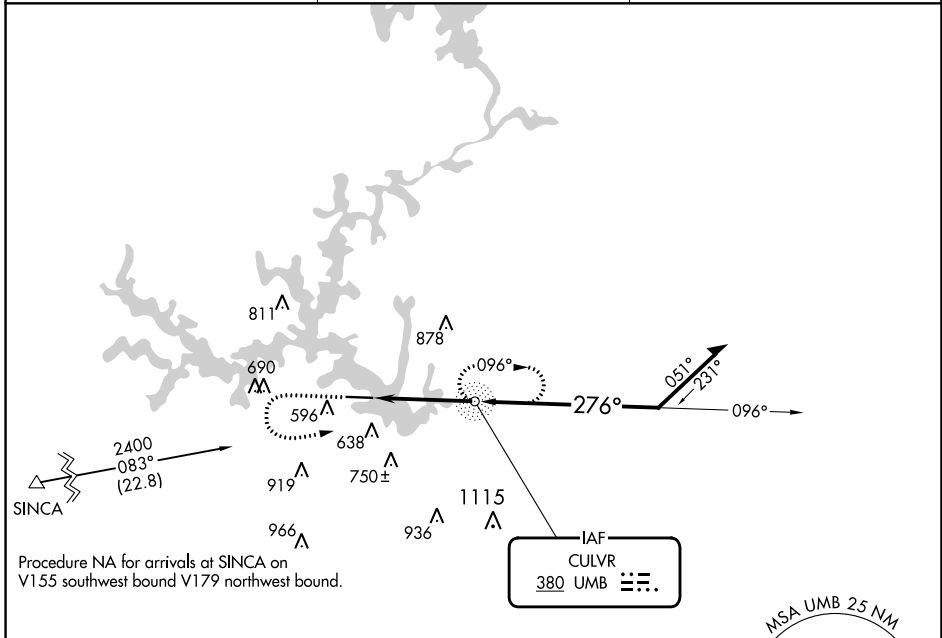 811
878
096°
690
596
276°
051°
231°
096°
638
750±
2400
083°
(22.8)
SINCA
919
966
936
1115
IAF
CULVR
380 UMB
Procedure NA for arrivals at SINCA on
V155 southwest bound V179 northwest bound.
MSA UMB 25 NM